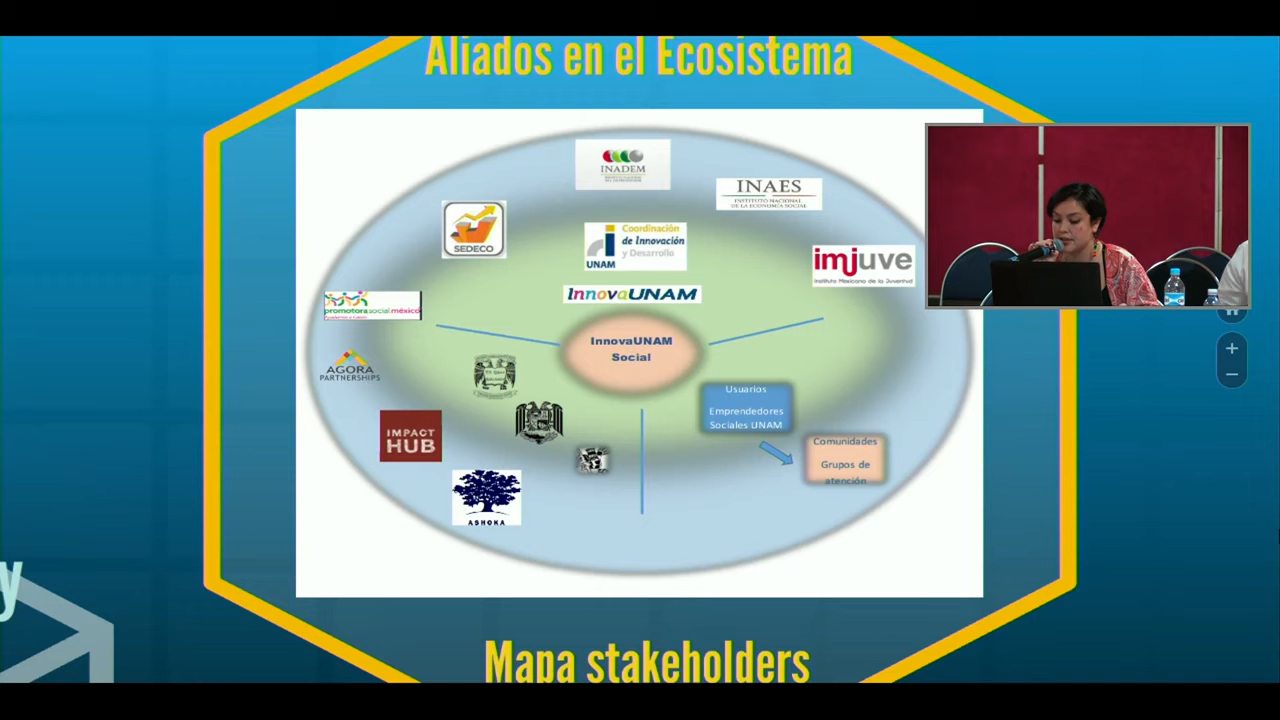 Aliados en el Ecosistema
INADEM
INAES
INSTITUTO NACIONAL
DE LA ECONOMÍA SOCIAL
SEDECO
Coordinación
de Innovación
y Desarrollo
UNAM
imjuve
Instituto Mexicano de la Juventud
InnovaUNAM
promotora social méxico
InnovaUNAM
Social
AGORA
PARTNERSHIPS
Usuarios
Emprendedores
Sociales UNAM
IMPACT
HUB
Comunidades
Grupos de
atención
ASHOKA
y
Mapa stakeholders